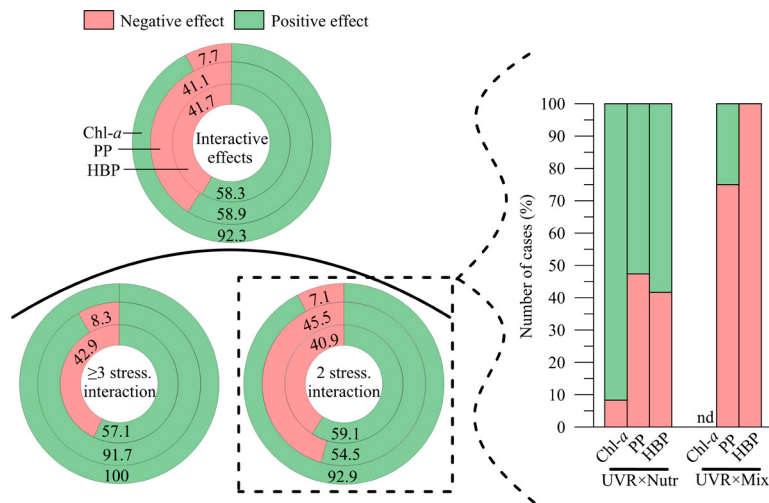 Negative effect Positive effect
7.7
41.1
41.7
Chl-a
PP
HBP
Interactive
effects
58.3
58.9
92.3
8.3
42.9
≥3 stress.
interaction
57.1
91.7
100
7.1
45.5
40.9
2 stress.
interaction
59.1
54.5
92.9
Number of cases (%)
100
90
80
70
60
50
40
30
20
10
0
nd
Chl-a PP HBP Chl-a PP HBP
UVR×Nutr UVR×Mix